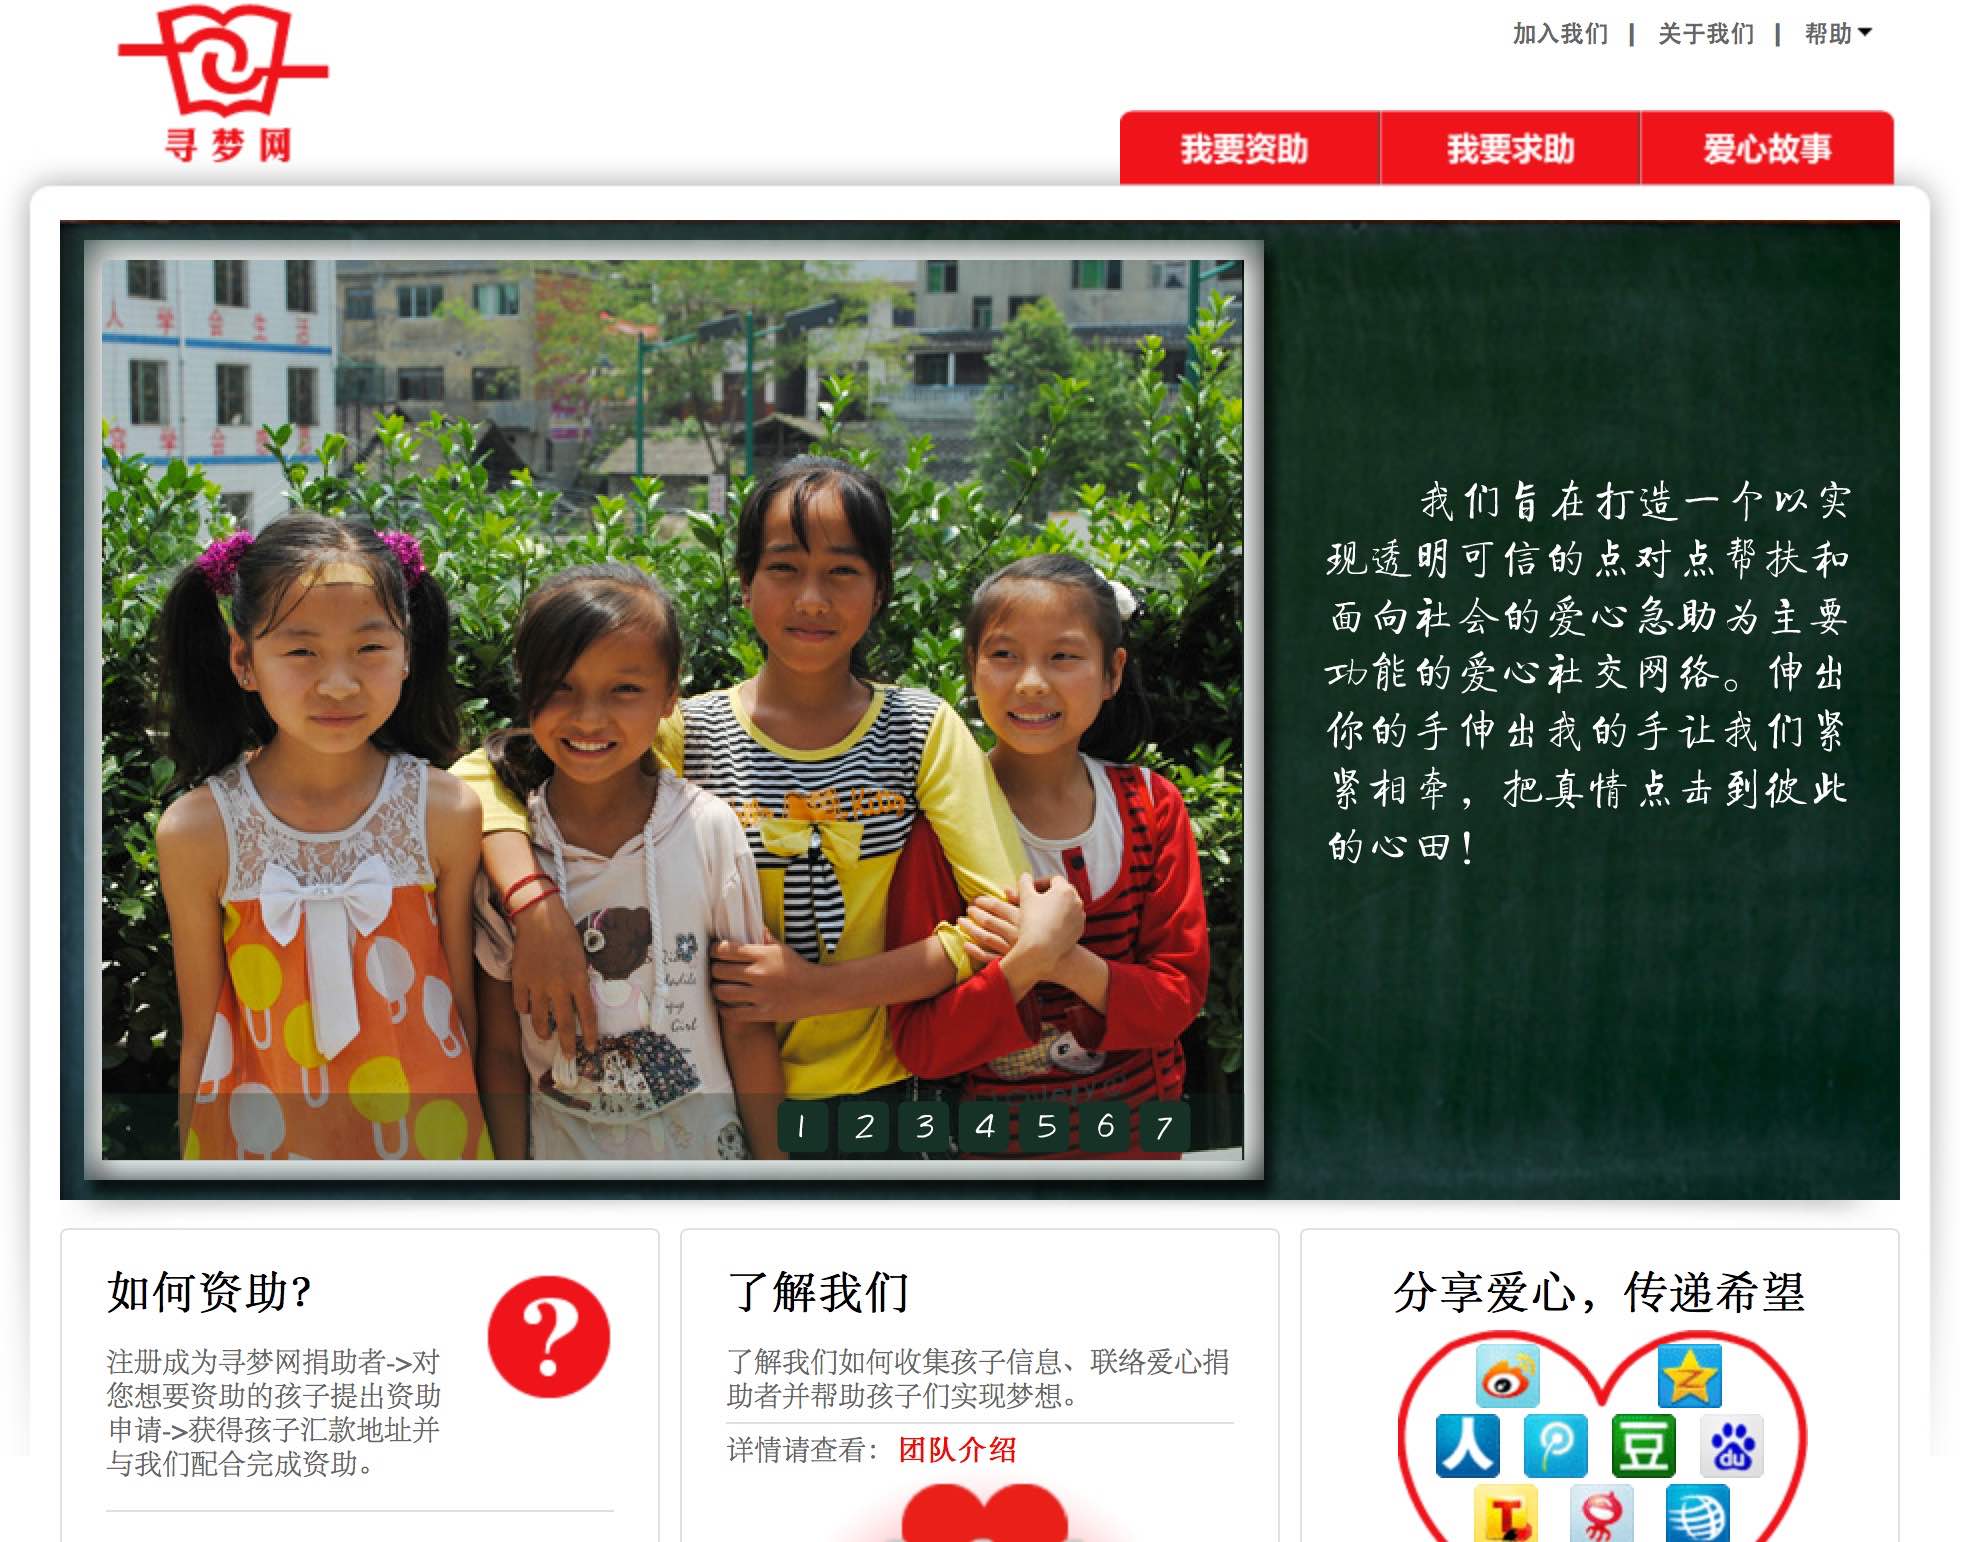 加入我们 | 关于我们 | 帮助
寻梦网
我要资助 我要求助 爱心故事
人 学会生活
学会
我们旨在打造一个以实
现透明可信的点对点帮扶和
面向社会的爱心急助为主要
功能的爱心社交网络。伸出
你的手伸出我的手让我们紧
紧相牵，把真情点击到彼此
的心田！
Girl
1 2 3 4 5 6 7
如何资助?
注册成为寻梦网捐助者->对
您想要资助的孩子提出资助
申请->获得孩子汇款地址并
与我们配合完成资助。
了解我们
了解我们如何收集孩子信息、联络爱心捐
助者并帮助孩子们实现梦想。
详情请查看：团队介绍
分享爱心，传递希望
人 豆 du
T